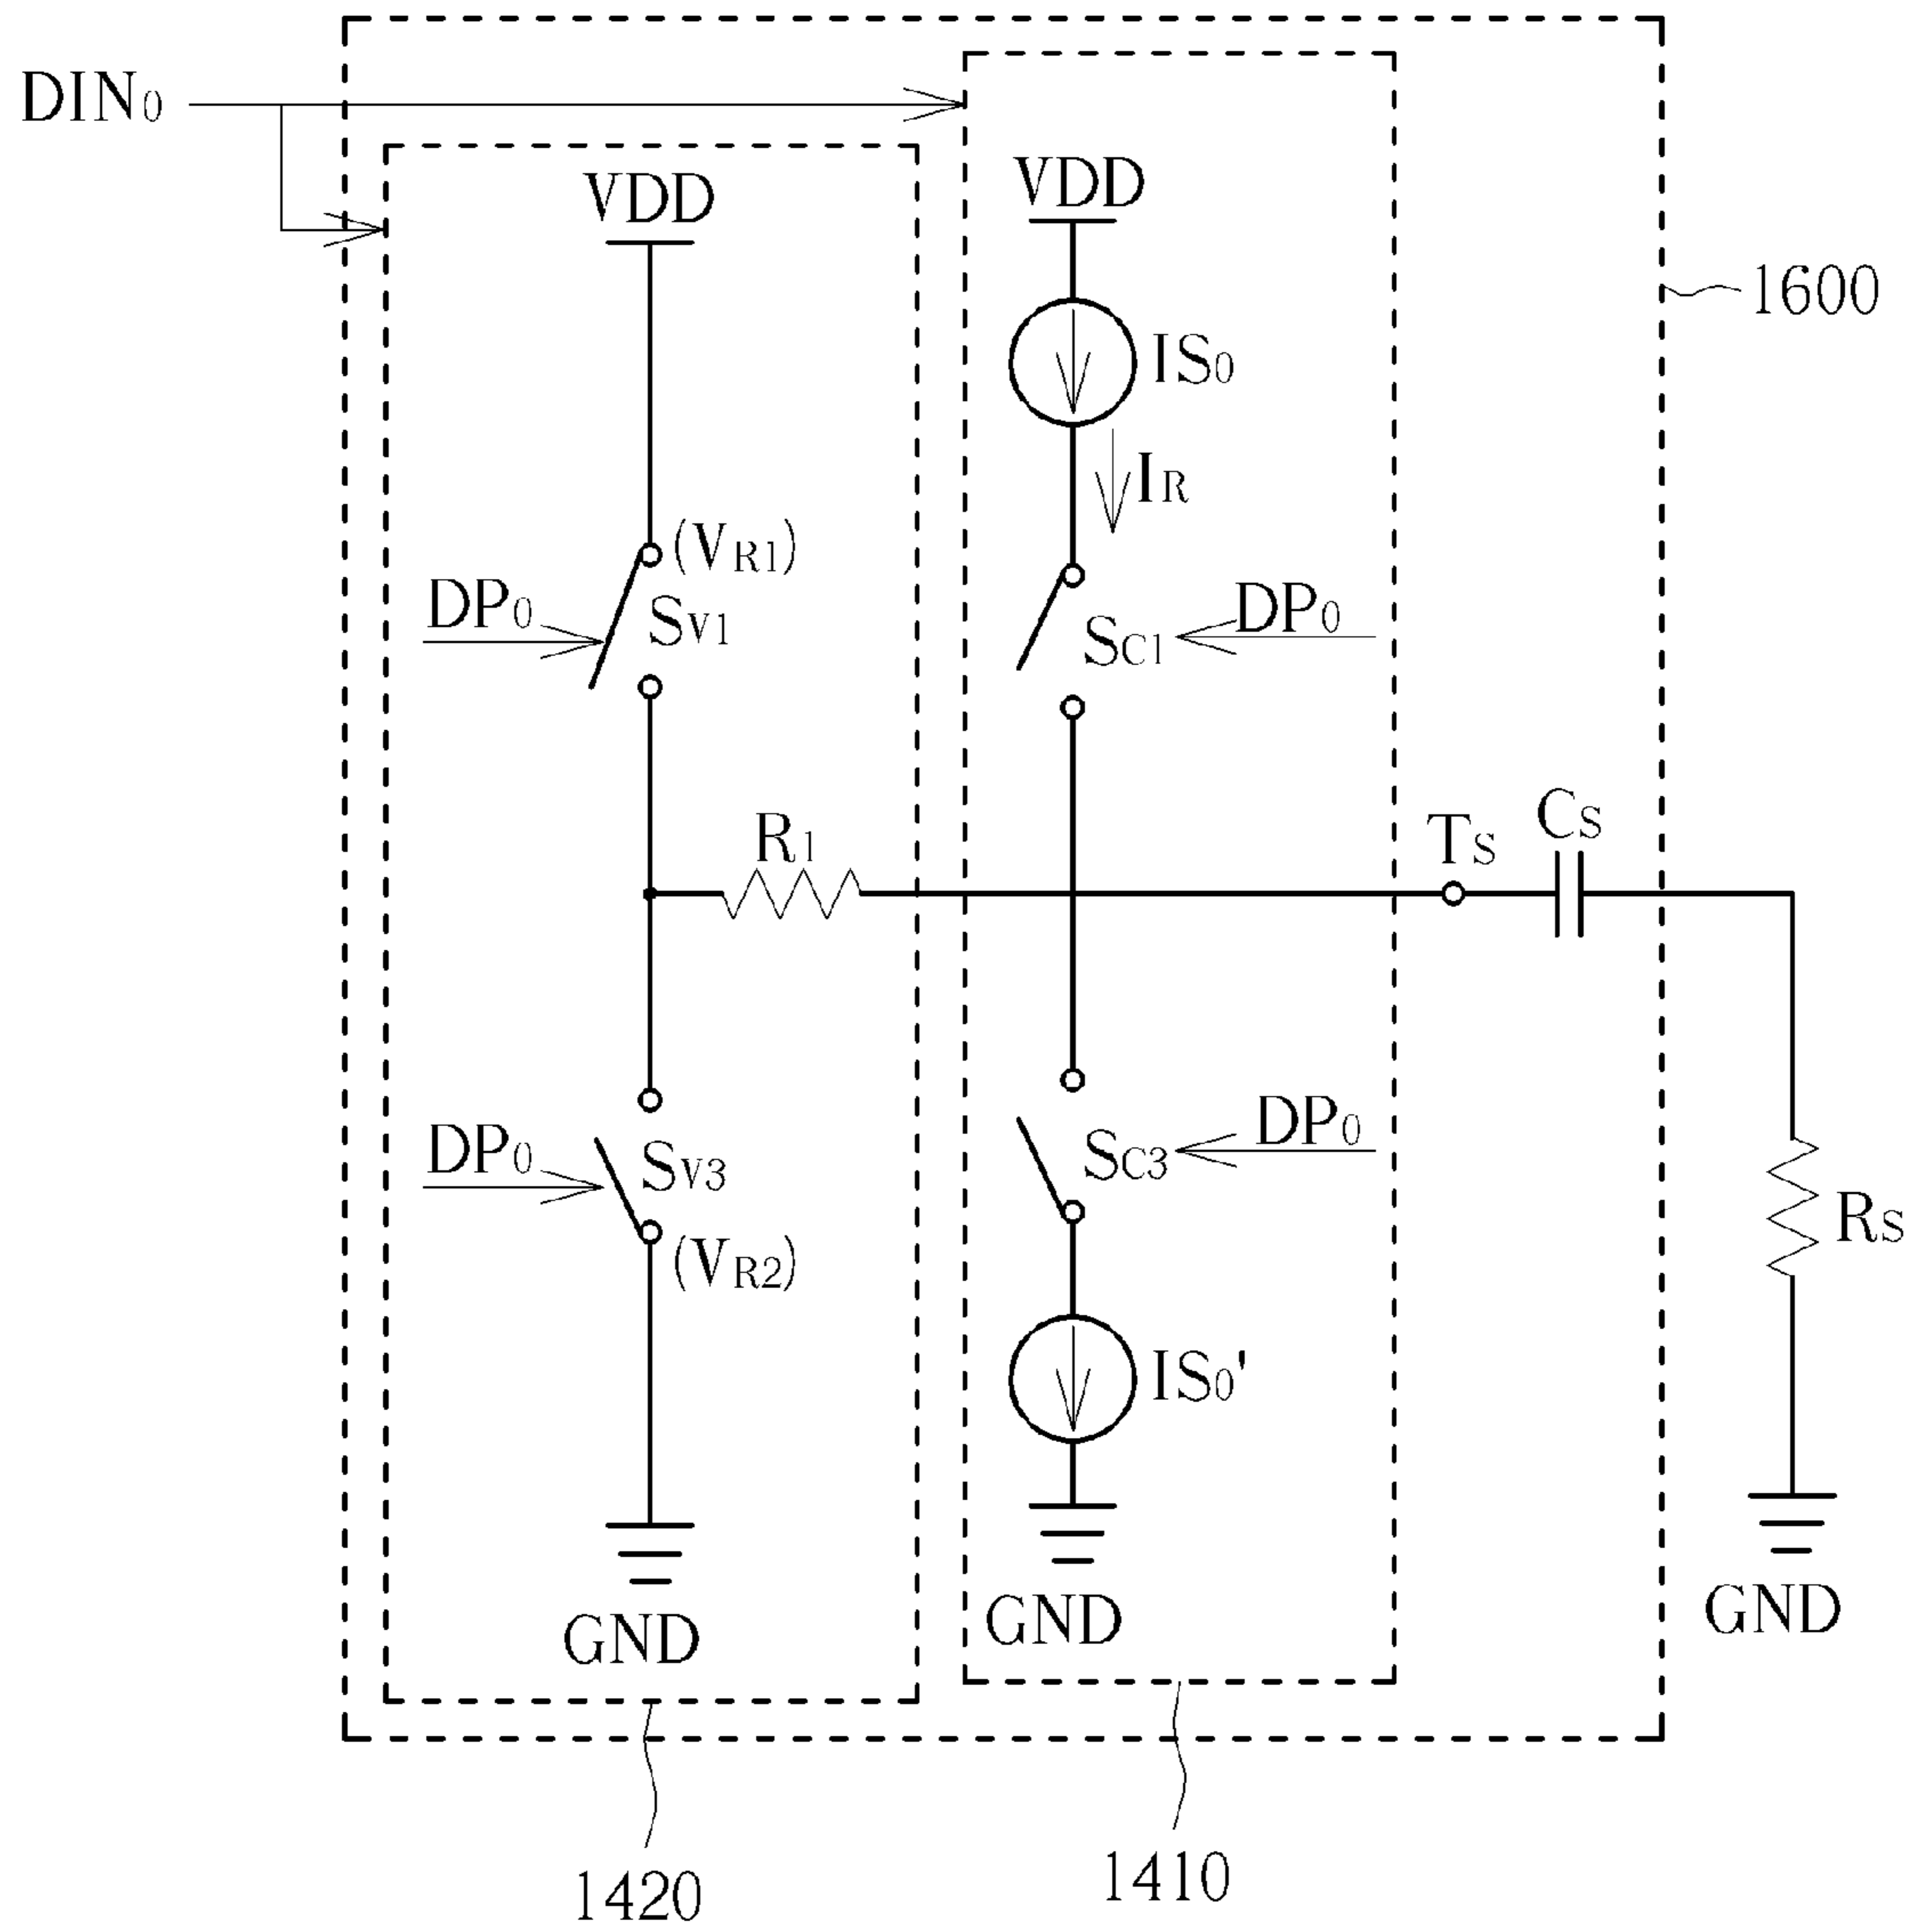 DIN0
VDD
VDD
1600
IS0
IR
(VR1)
DP0
SV1
SC1
DP0
R1
TS
CS
DP0
SV3
SC3
DP0
RS
(VR2)
IS0'
GND
GND
GND
1420
1410